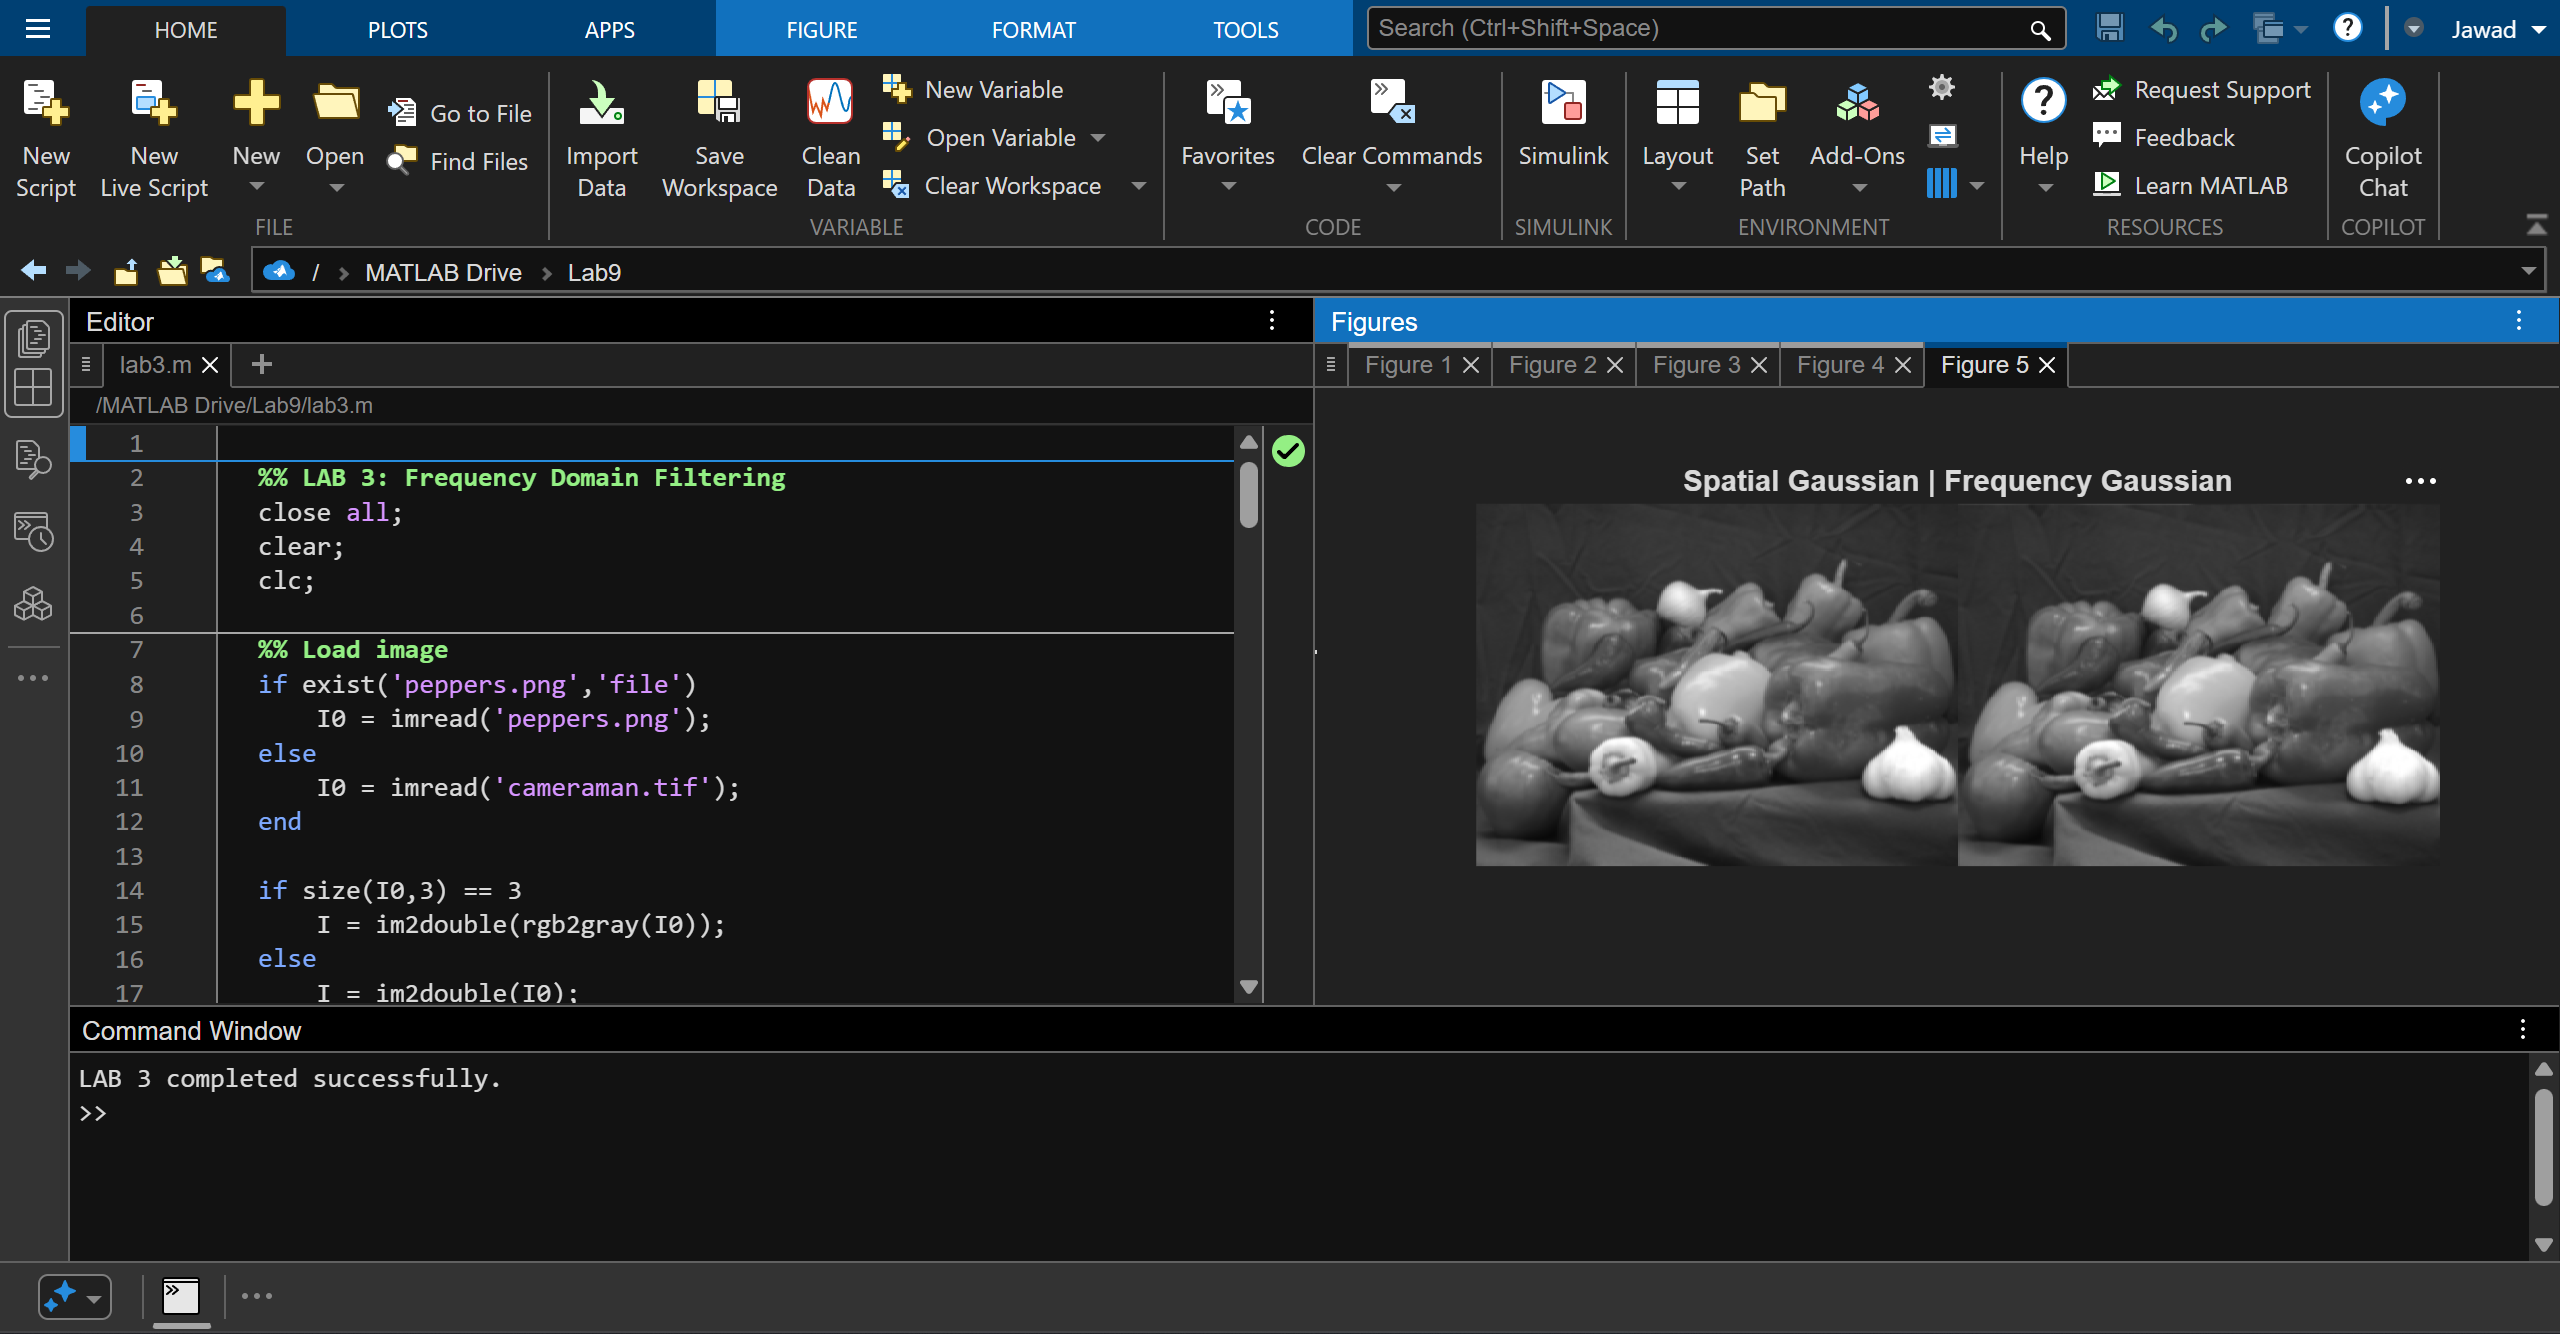 HOME
PLOTS
APPS
FIGURE
FORMAT
TOOLS
Search (Ctrl+Shift+Space)
Jawad
New Script
New Live Script
New
Open
Go to File
Find Files
FILE
Import Data
Save Workspace
Clean Data
New Variable
Open Variable
Clear Workspace
VARIABLE
Favorites
Clear Commands
CODE
Simulink
SIMULINK
Layout
Set Path
Add-Ons
ENVIRONMENT
Help
Request Support
Feedback
Learn MATLAB
RESOURCES
Copilot Chat
COPILOT
/ > MATLAB Drive > Lab9
Editor
lab3.m
/MATLAB Drive/Lab9/lab3.m
1
2 %% LAB 3: Frequency Domain Filtering
3 close all;
4 clear;
5 clc;
6
7 %% Load image
8 if exist('peppers.png','file')
9     I0 = imread('peppers.png');
10 else
11     I0 = imread('cameraman.tif');
12 end
13
14 if size(I0,3) == 3
15     I = im2double(rgb2gray(I0));
16 else
17     I = im2double(I0);
Figures
Figure 1
Figure 2
Figure 3
Figure 4
Figure 5
Spatial Gaussian | Frequency Gaussian
Command Window
LAB 3 completed successfully.
>>